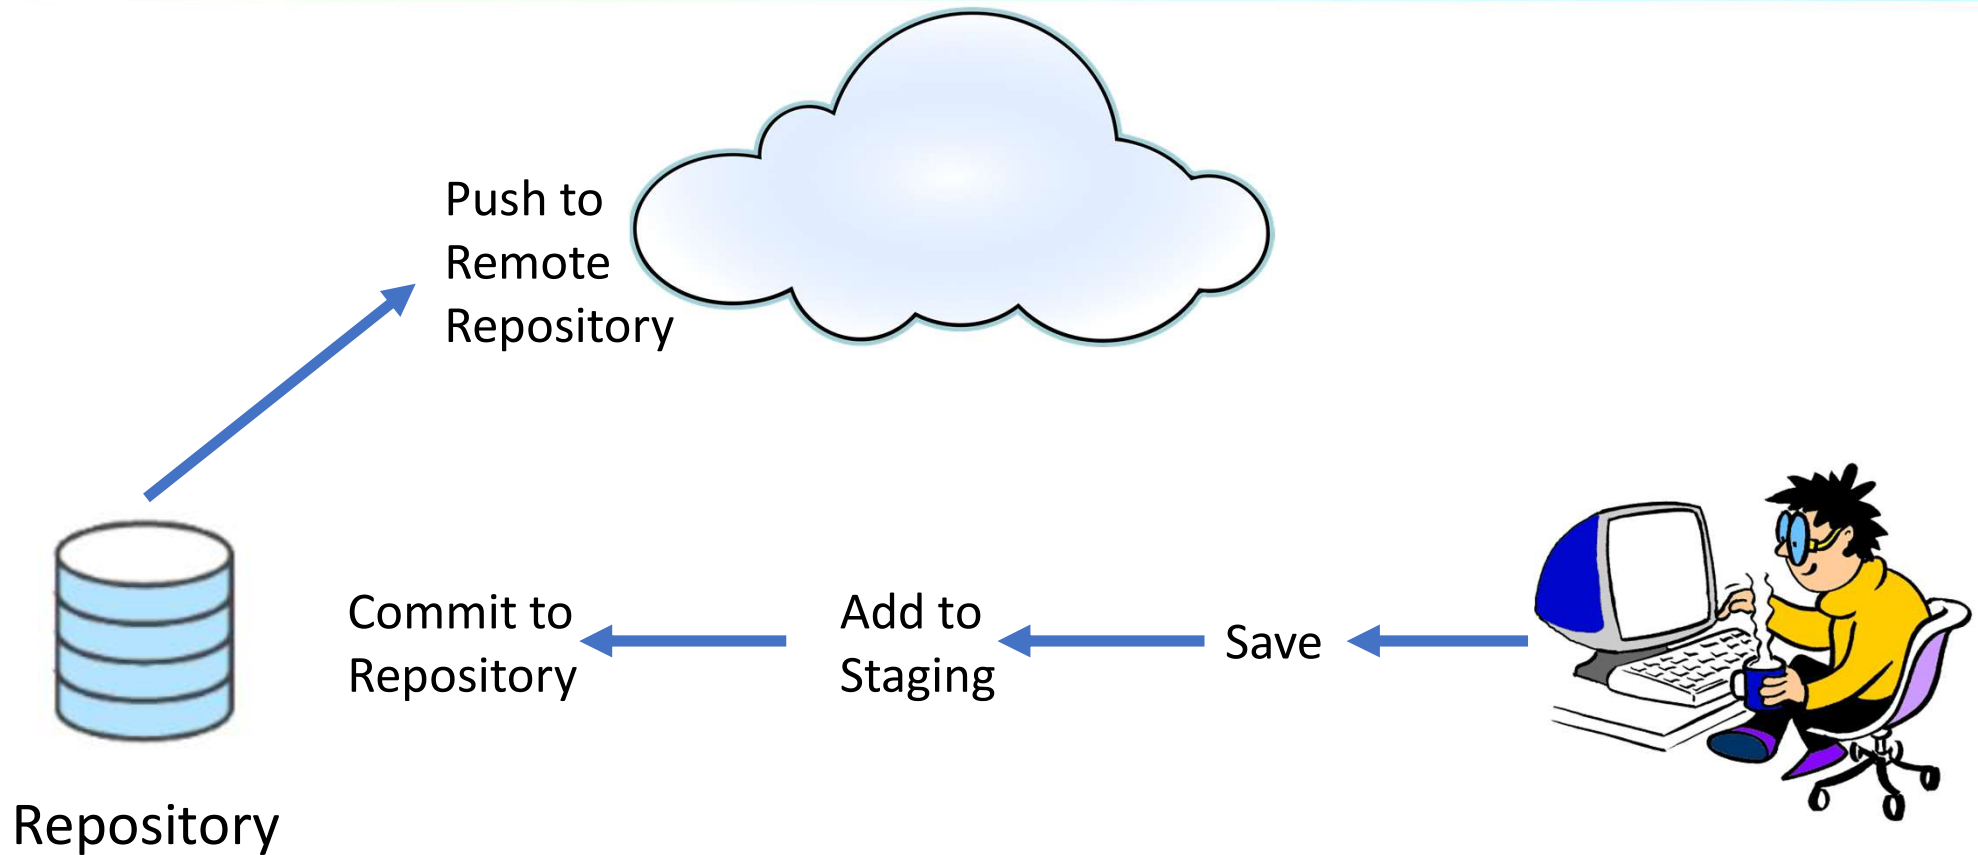 Push to
Remote
Repository
Commit to
Repository
Add to
Staging
Save
Repository